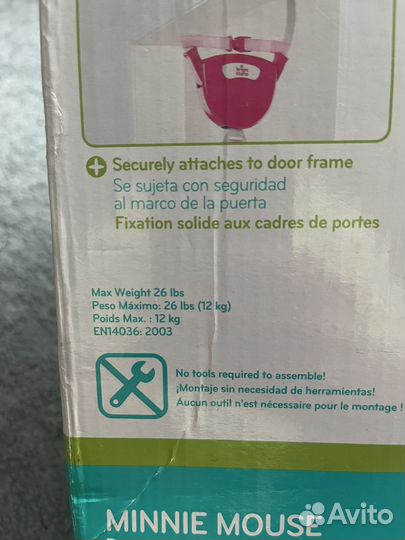 Securely attaches to door frame
Se sujeta con seguridad
al marco de la puerta
Fixation solide aux cadres de portes
Max Weight 26 lbs
Peso Máximo: 26 lbs (12 kg)
Poids Max. : 12 kg
EN14036: 2003
No tools required to assemble!
¡Montaje sin necesidad de herramientas!
Aucun outil n'est nécessaire pour le montage !
MINNIE MOUSE
Avito